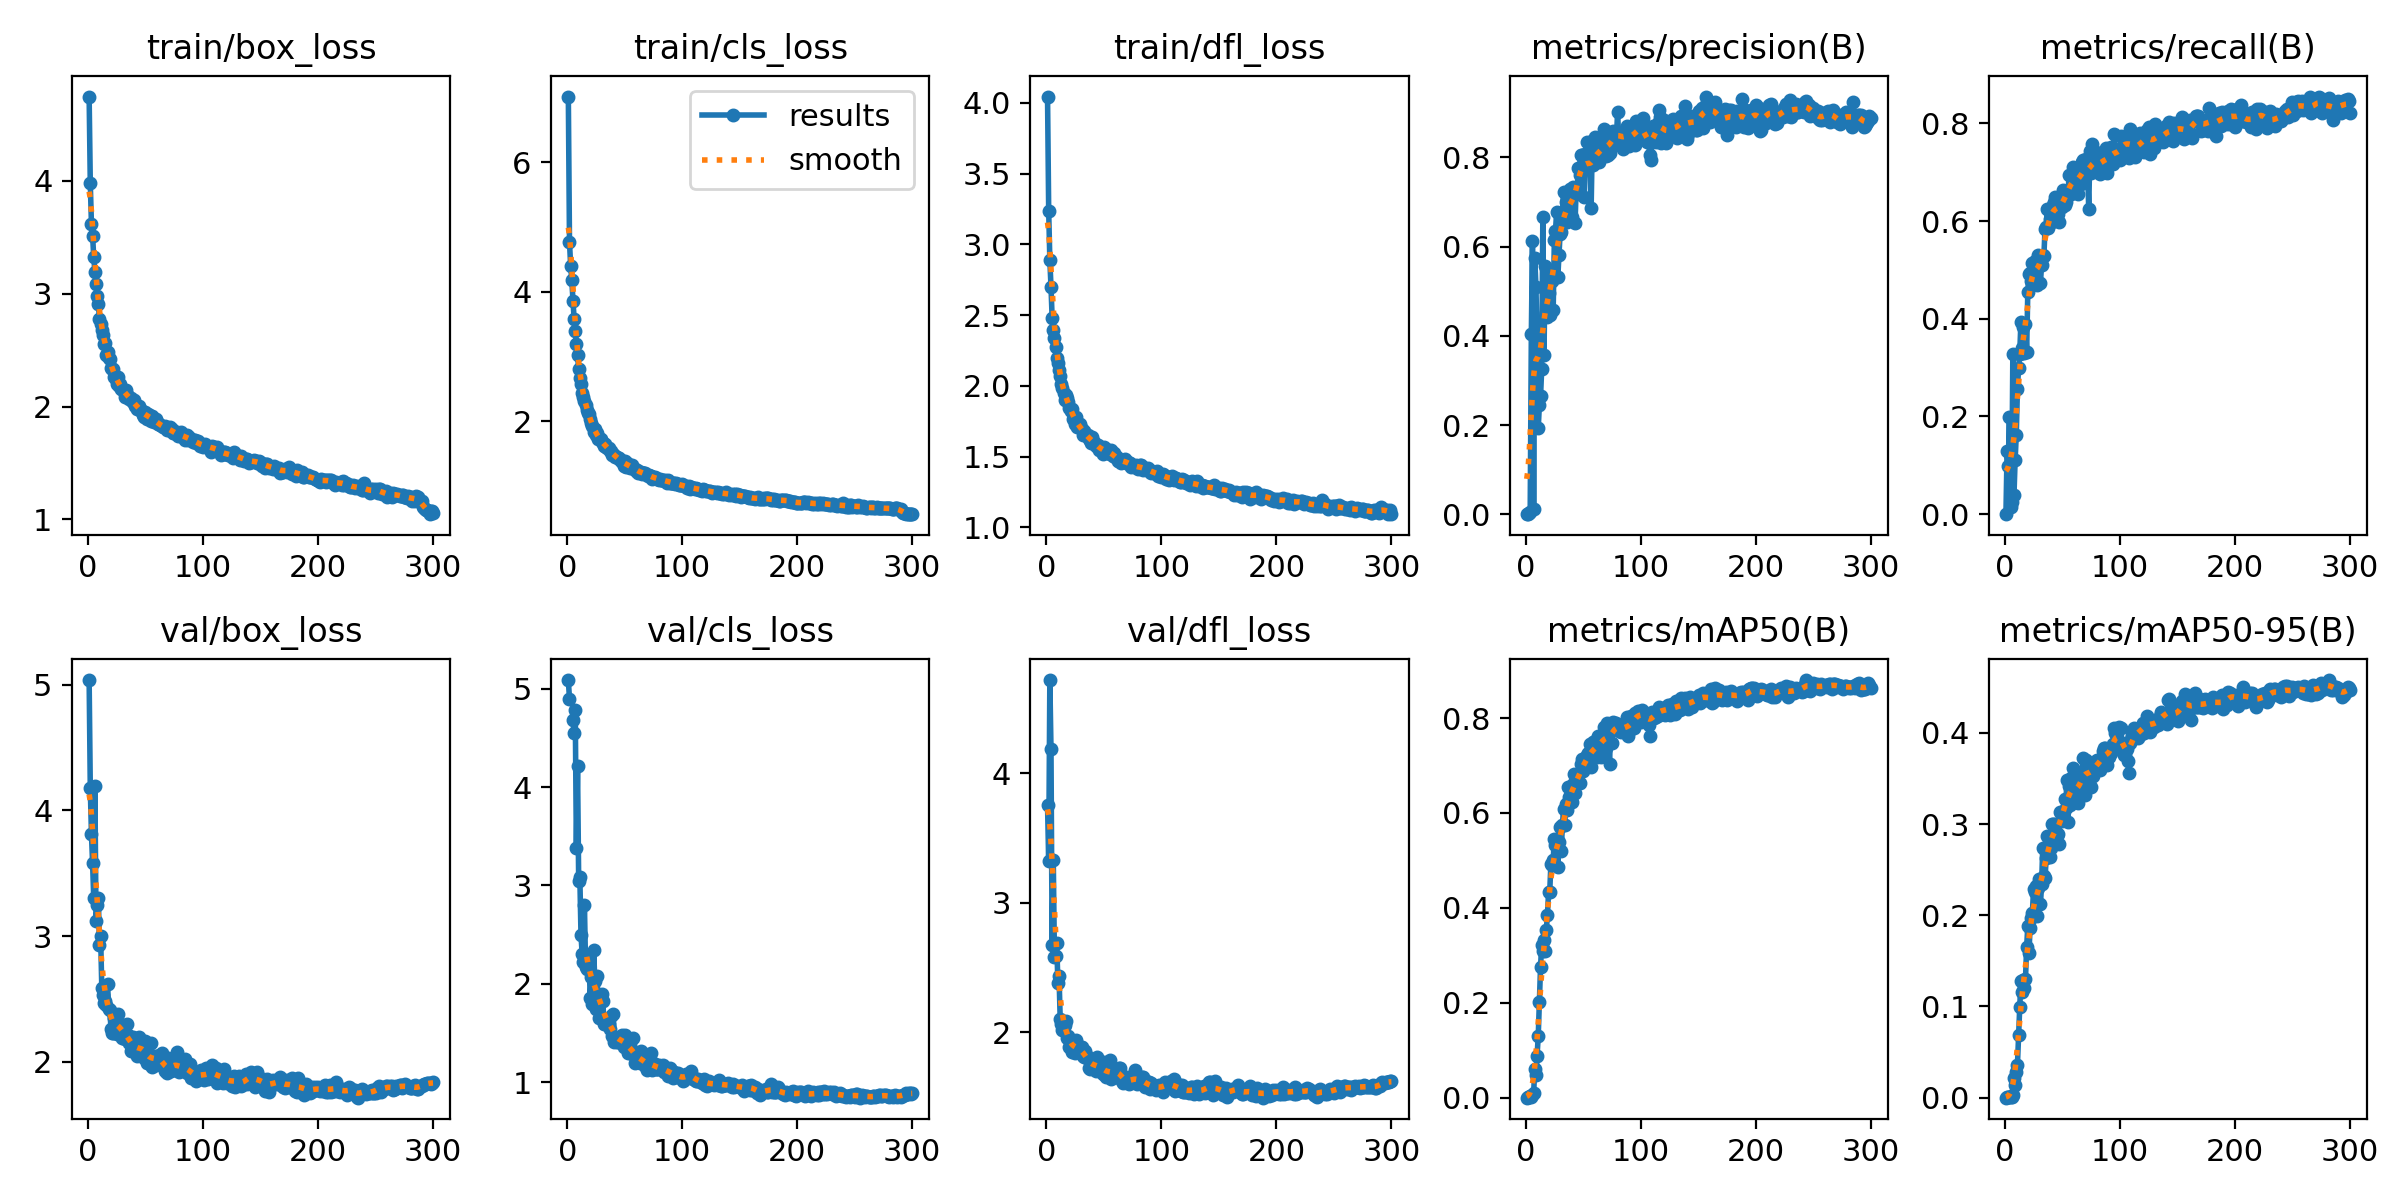 train/box_loss
train/cls_loss
train/dfl_loss
metrics/precision(B)
metrics/recall(B)
4
3
2
1
0 100 200 300
6
4
2
0 100 200 300
results
smooth
4.0
3.5
3.0
2.5
2.0
1.5
1.0
0 100 200 300
0.8
0.6
0.4
0.2
0.0
0 100 200 300
0.8
0.6
0.4
0.2
0.0
0 100 200 300
val/box_loss
val/cls_loss
val/dfl_loss
metrics/mAP50(B)
metrics/mAP50-95(B)
5
4
3
2
0 100 200 300
5
4
3
2
1
0 100 200 300
4
3
2
0 100 200 300
0.8
0.6
0.4
0.2
0.0
0 100 200 300
0.4
0.3
0.2
0.1
0.0
0 100 200 300